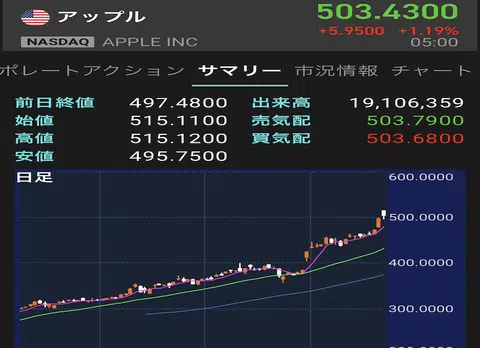 アップル 503.4300
+5.9500 +1.19%
NASDAQ APPLE INC 05:00
ポレートアクション サマリー 市況情報 チャート
前日終値 497.4800 出来高 19,106,359
始値 515.1100 売気配 503.7900
高値 515.1200 買気配 503.6800
安値 495.7500
日足
600.0000
500.0000
400.0000
300.0000